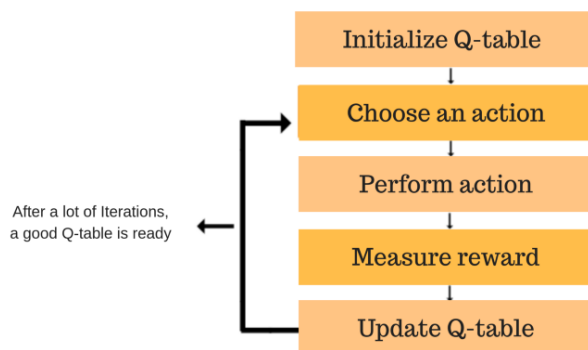 Initialize Q-table
Choose an action
Perform action
After a lot of Iterations,
a good Q-table is ready
Measure reward
Update Q-table